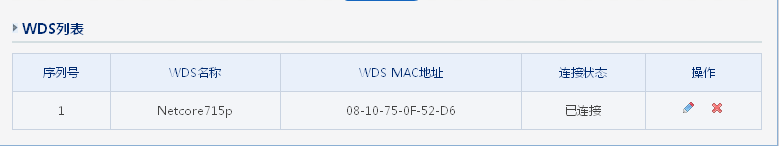 WDS列表
序列号 WDS名称 WDS MAC地址 连接状态 操作
1 Netcore715p 08-10-75-0F-52-D6 已连接